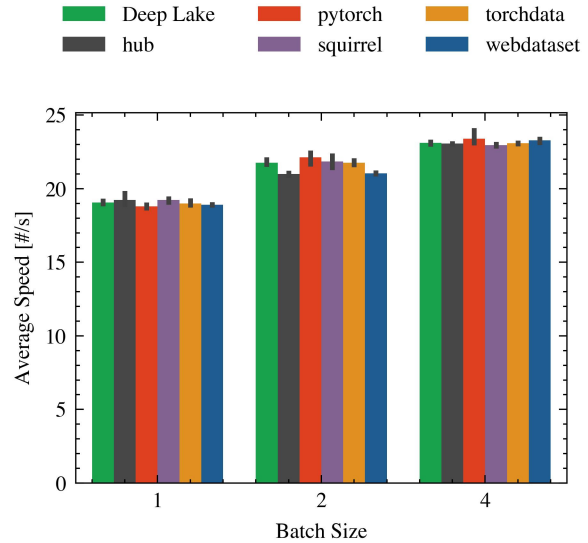 Deep Lake pytorch torchdata
hub squirrel webdataset
25
20
15
10
5
0
Average Speed [#/s]
1 2 4
Batch Size